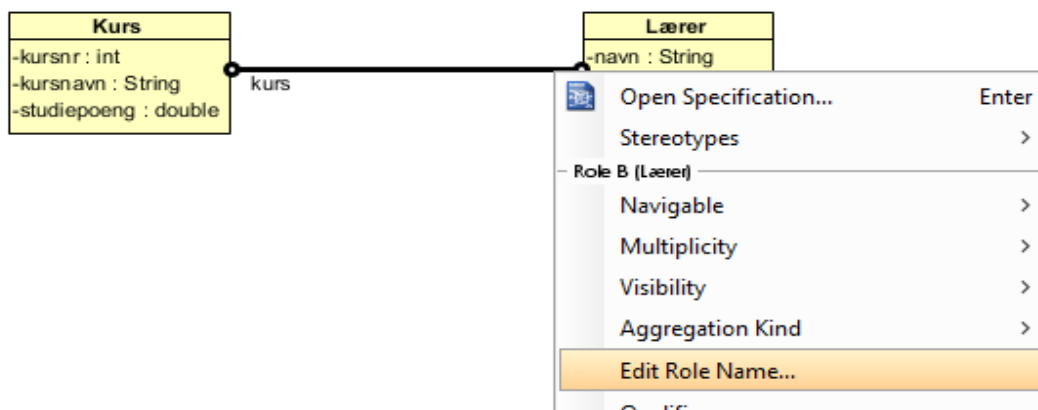 Kurs
-kursnr : int
-kursnavn : String
-studiepoeng : double
kurs
Lærer
-navn : String
Open Specification... Enter
Stereotypes >
Role B (Lærer)
Navigable >
Multiplicity >
Visibility >
Aggregation Kind >
Edit Role Name...